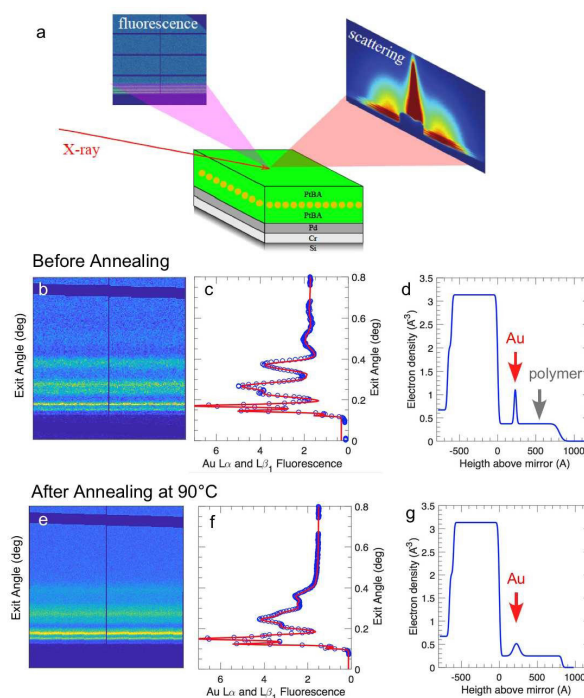 a
fluorescence
scattering
X-ray
PtBA
PtBA
Pd
Cr
Si
Before Annealing
b
Exit Angle (deg)
c
0.8
0.6
0.4
0.2
0
Exit Angle (deg)
6 4 2 0
Au Lα and Lβ1 Fluorescence
d
3.5
3
2.5
2
1.5
1
0.5
0
Electron density (A-3)
Au
polymer
-500 0 500 1000
Heigth above mirror (A)
After Annealing at 90°C
e
Exit Angle (deg)
f
0.8
0.6
0.4
0.2
0
Exit Angle (deg)
6 4 2 0
Au Lα and Lβ1 Fluorescence
g
3.5
3
2.5
2
1.5
1
0.5
0
Electron density (A-3)
Au
-500 0 500 1000
Heigth above mirror (A)